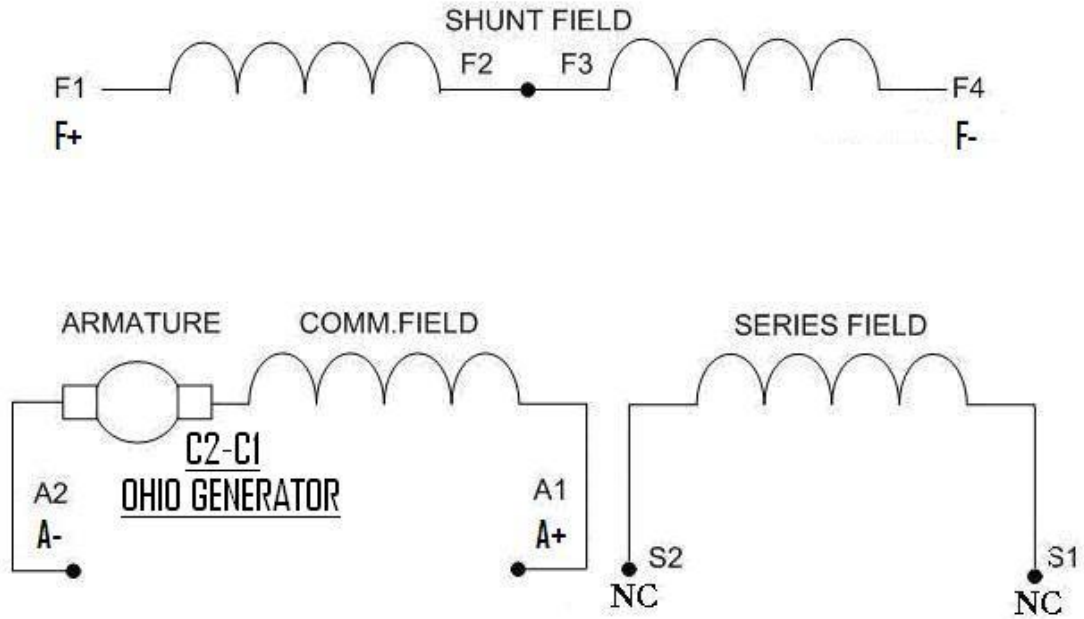 SHUNT FIELD
F1 F2 F3 F4
F+ F-
ARMATURE COMM.FIELD SERIES FIELD
C2-C1
OHIO GENERATOR
A2 A1
A- A+
S2 S1
NC NC